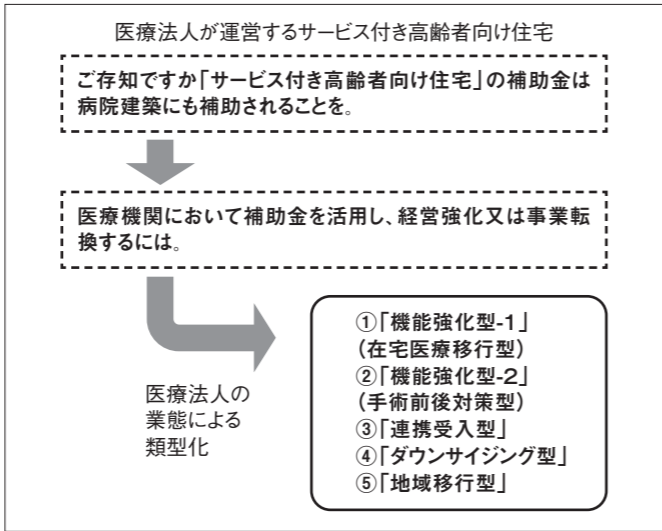 医療法人が運営するサービス付き高齢者向け住宅
ご存知ですか「サービス付き高齢者向け住宅」の補助金は
病院建築にも補助されることを。
医療機関において補助金を活用し、経営強化又は事業転
換するには。
医療法人の
業態による
類型化
①「機能強化型-1」
(在宅医療移行型)
②「機能強化型-2」
(手術前後対策型)
③「連携受入型」
④「ダウンサイジング型」
⑤「地域移行型」